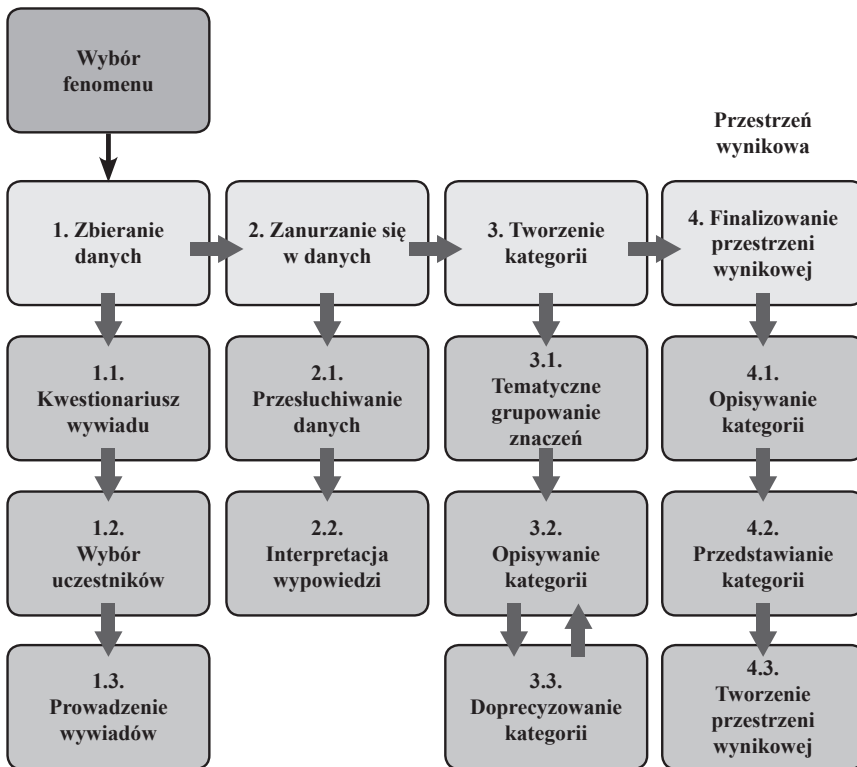 Wybór
fenomenu
Przestrzeń
wynikowa
1. Zbieranie
danych
2. Zanurzanie się
w danych
3. Tworzenie
kategorii
4. Finalizowanie
przestrzeni
wynikowej
1.1.
Kwestionariusz
wywiadu
2.1.
Przesłuchiwanie
danych
3.1.
Tematyczne
grupowanie
znaczeń
4.1.
Opisywanie
kategorii
1.2.
Wybór
uczestników
2.2.
Interpretacja
wypowiedzi
3.2.
Opisywanie
kategorii
4.2.
Przedstawianie
kategorii
1.3.
Prowadzenie
wywiadów
3.3.
Doprecyzowanie
kategorii
4.3.
Tworzenie
przestrzeni
wynikowej